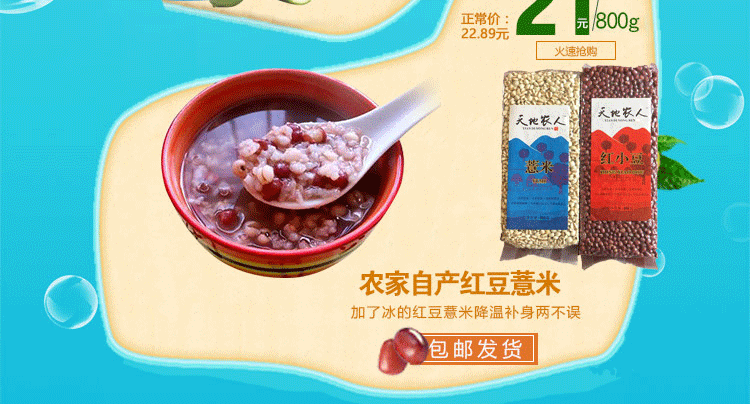 正常价：
22.89元
21元/800g
火速抢购
天地农人
TIANDINONGREN
薏米
天地农人
TIANDINONGREN
红小豆
农家自产红豆薏米
加了冰的红豆薏米降温补身两不误
包邮发货